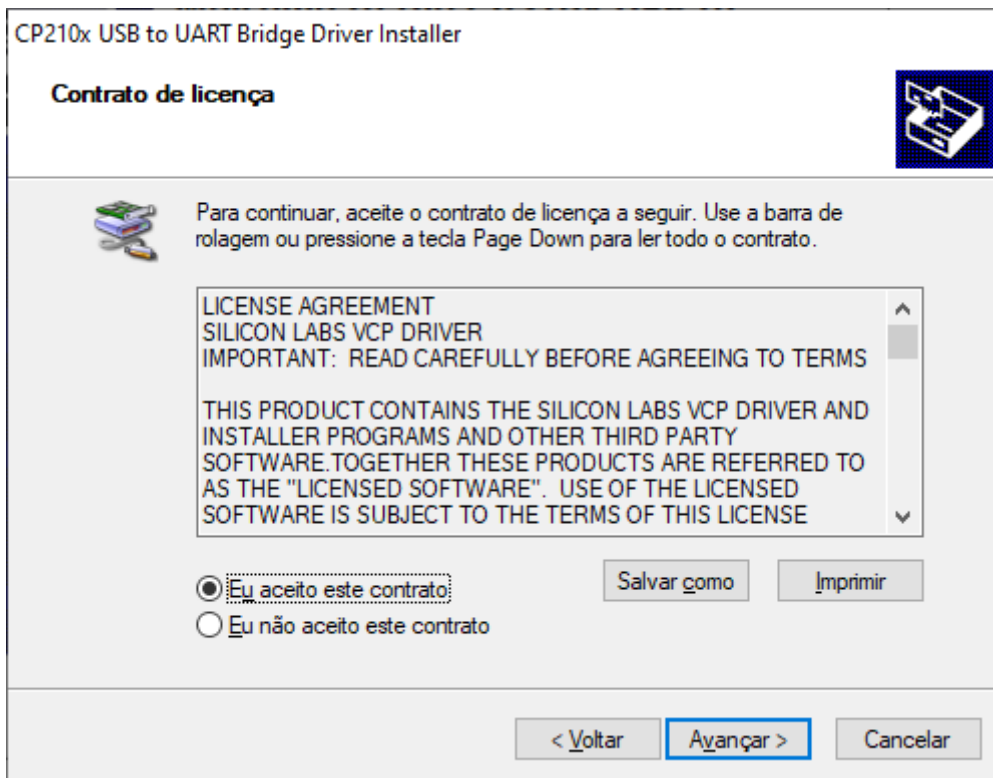 CP210x USB to UART Bridge Driver Installer
Contrato de licença
Para continuar, aceite o contrato de licença a seguir. Use a barra de
rolagem ou pressione a tecla Page Down para ler todo o contrato.
LICENSE AGREEMENT
SILICON LABS VCP DRIVER
IMPORTANT:  READ CAREFULLY BEFORE AGREEING TO TERMS
THIS PRODUCT CONTAINS THE SILICON LABS VCP DRIVER AND
INSTALLER PROGRAMS AND OTHER THIRD PARTY
SOFTWARE.TOGETHER THESE PRODUCTS ARE REFERRED TO
AS THE "LICENSED SOFTWARE".  USE OF THE LICENSED
SOFTWARE IS SUBJECT TO THE TERMS OF THIS LICENSE
Eu aceito este contrato
Salvar como
Imprimir
Eu não aceito este contrato
< Voltar
Avançar >
Cancelar